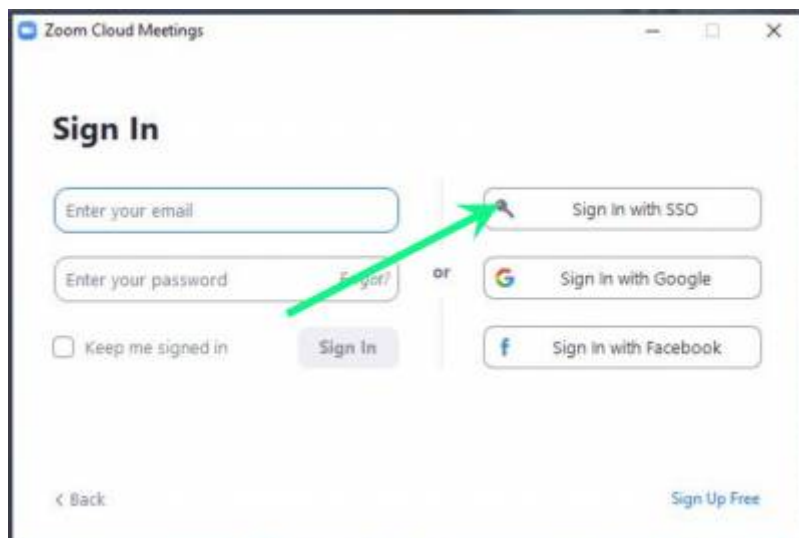 Zoom Cloud Meetings
Sign In
Enter your email
Enter your password
Forgot?
Keep me signed in
Sign In
or
Sign In with SSO
Sign In with Google
Sign In with Facebook
< Back
Sign Up Free